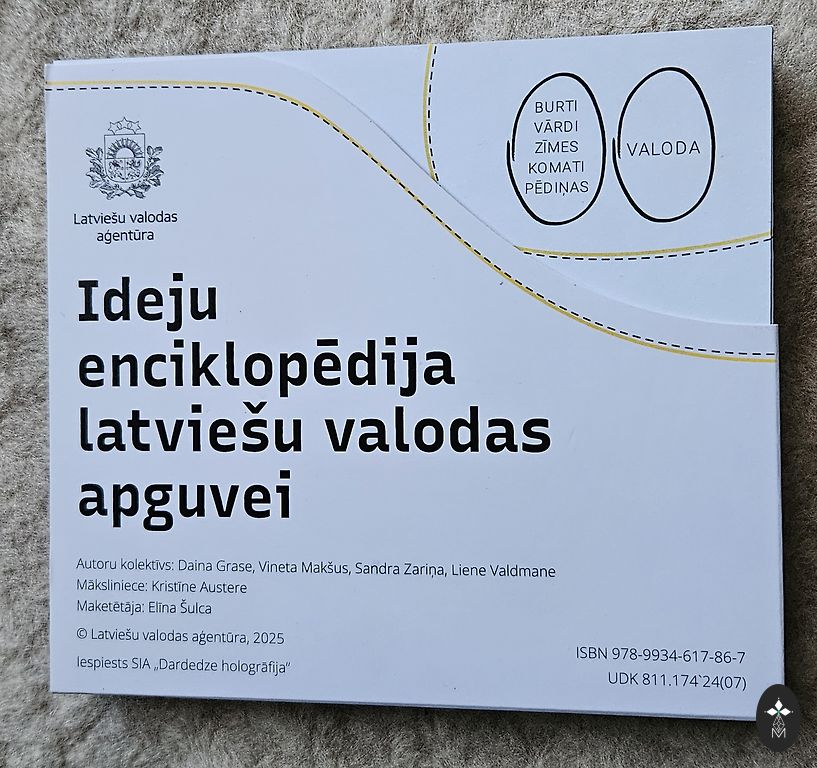 BURTI
VĀRDI
ZĪMES
KOMATI
PĒDIŅAS
VALODA
Latviešu valodas
aģentūra
Ideju
enciklopēdija
latviešu valodas
apguvei
Autoru kolektīvs: Daina Grase, Vineta Makšus, Sandra Zariņa, Liene Valdmane
Māksliniece: Kristīne Austere
Maketētāja: Elīna Šulca
© Latviešu valodas aģentūra, 2025
Iespiests SIA „Dardedze hologrāfija"
ISBN 978-9934-617-86-7
UDK 811.174`24(07)
M